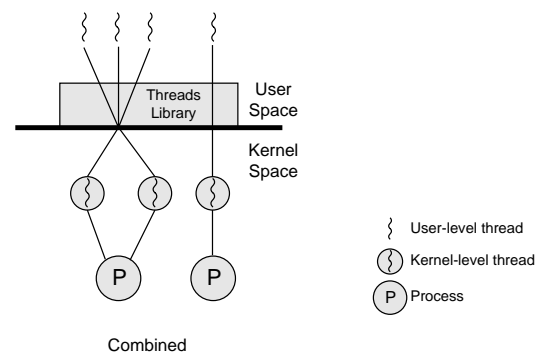 Threads
Library
User
Space
Kernel
Space
P
P
User-level thread
Kernel-level thread
P Process
Combined